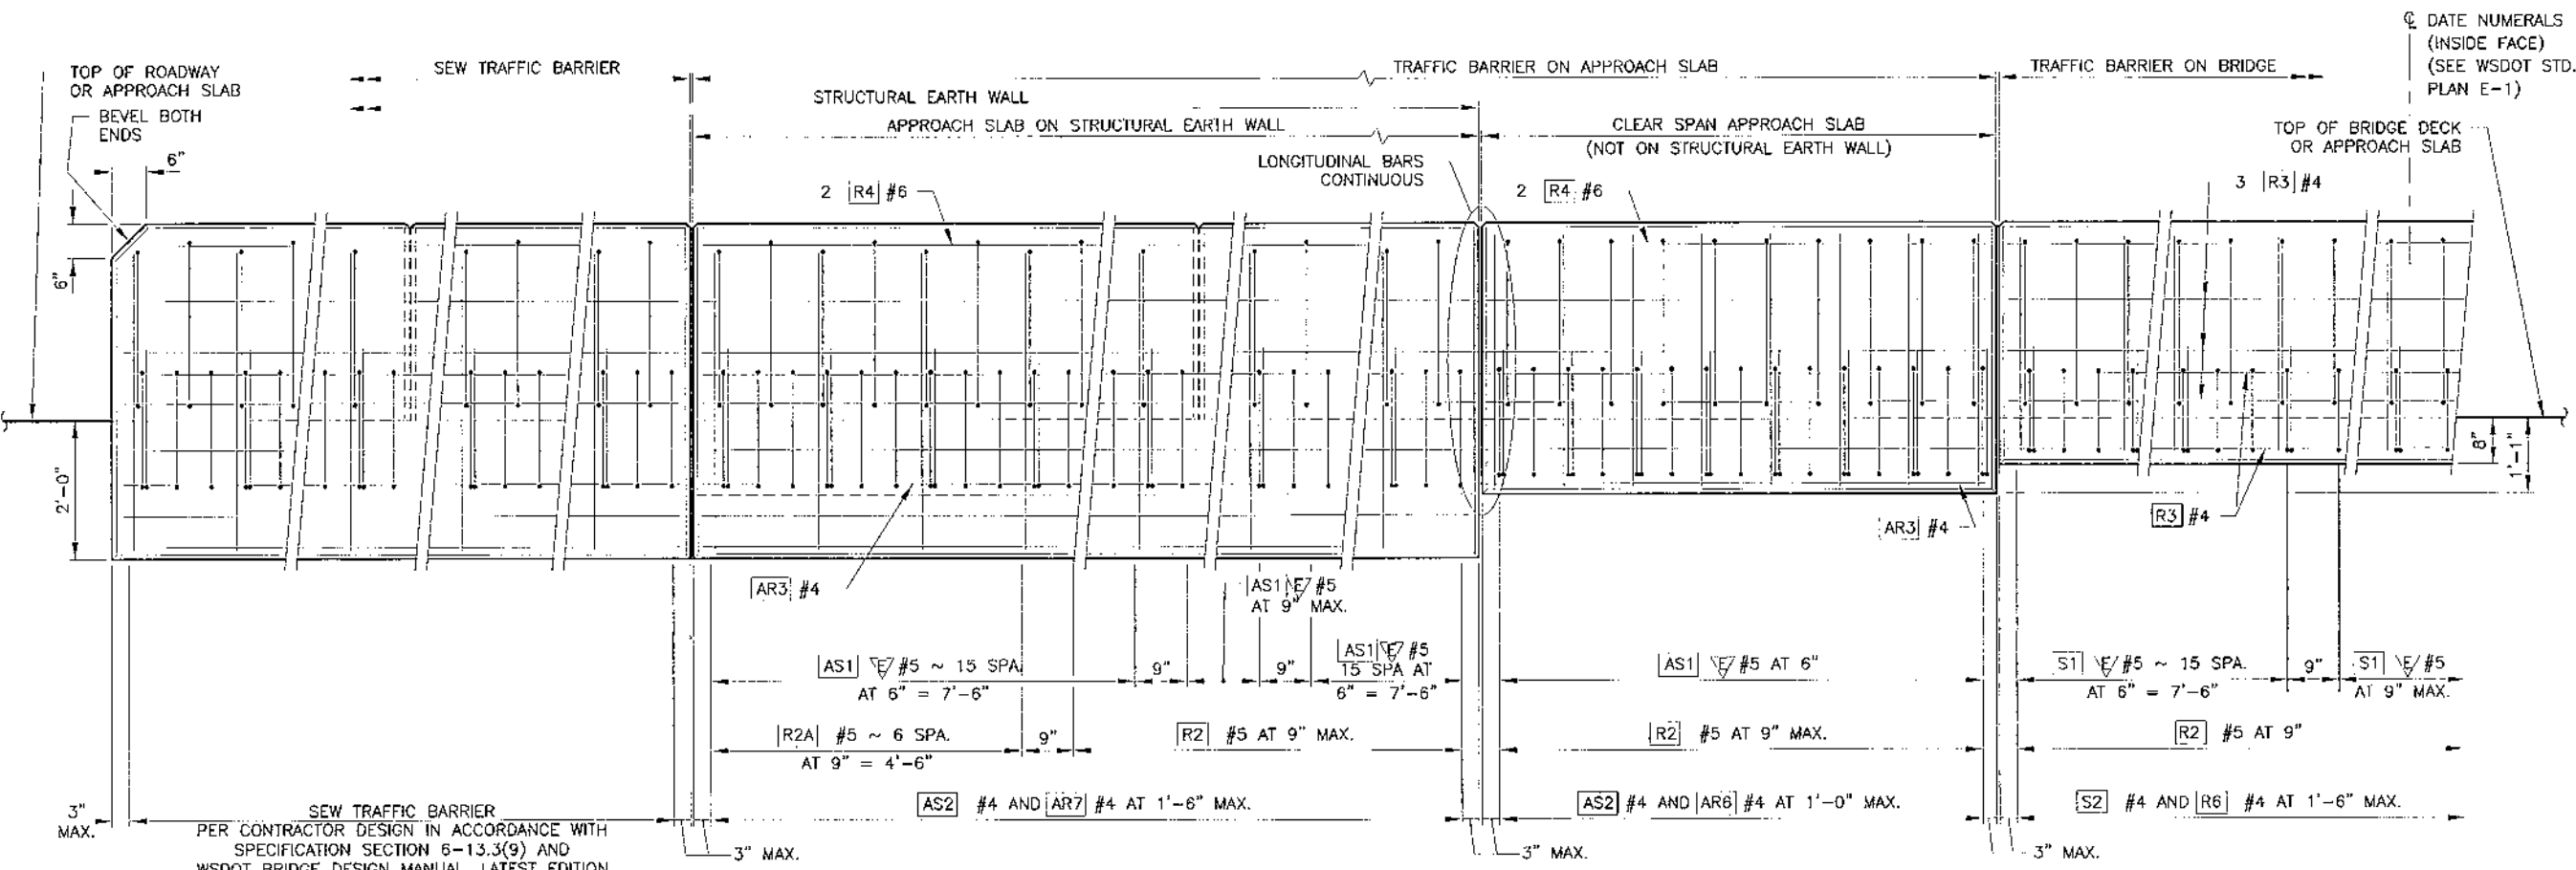 ℄ DATE NUMERALS
(INSIDE FACE)
(SEE WSDOT STD.
PLAN E-1)
TOP OF ROADWAY
OR APPROACH SLAB
SEW TRAFFIC BARRIER
TRAFFIC BARRIER ON APPROACH SLAB
TRAFFIC BARRIER ON BRIDGE
BEVEL BOTH
ENDS
STRUCTURAL EARTH WALL
APPROACH SLAB ON STRUCTURAL EARTH WALL
CLEAR SPAN APPROACH SLAB
(NOT ON STRUCTURAL EARTH WALL)
TOP OF BRIDGE DECK
OR APPROACH SLAB
6"
LONGITUDINAL BARS
CONTINUOUS
2 R4 #6
2 R4 #6
3 R3 #4
6"
2'-0"
8"
1'-1"
AR3 #4
AR3 #4
R3 #4
AS1 E #5
AT 9" MAX.
AS1 E #5 ~ 15 SPA.
AT 6" = 7'-6"
9"
9"
AS1 E #5
15 SPA AT
6" = 7'-6"
AS1 E #5 AT 6"
S1 E #5 ~ 15 SPA.
AT 6" = 7'-6"
9"
S1 E #5
AT 9" MAX.
R2A #5 ~ 6 SPA.
AT 9" = 4'-6"
9"
R2 #5 AT 9" MAX.
R2 #5 AT 9" MAX.
R2 #5 AT 9"
3"
MAX.
SEW TRAFFIC BARRIER
PER CONTRACTOR DESIGN IN ACCORDANCE WITH
SPECIFICATION SECTION 6-13.3(9) AND
WSDOT BRIDGE DESIGN MANUAL, LATEST EDITION
AS2 #4 AND AR7 #4 AT 1'-6" MAX.
AS2 #4 AND AR6 #4 AT 1'-0" MAX.
S2 #4 AND R6 #4 AT 1'-6" MAX.
3" MAX.
3" MAX.
3" MAX.